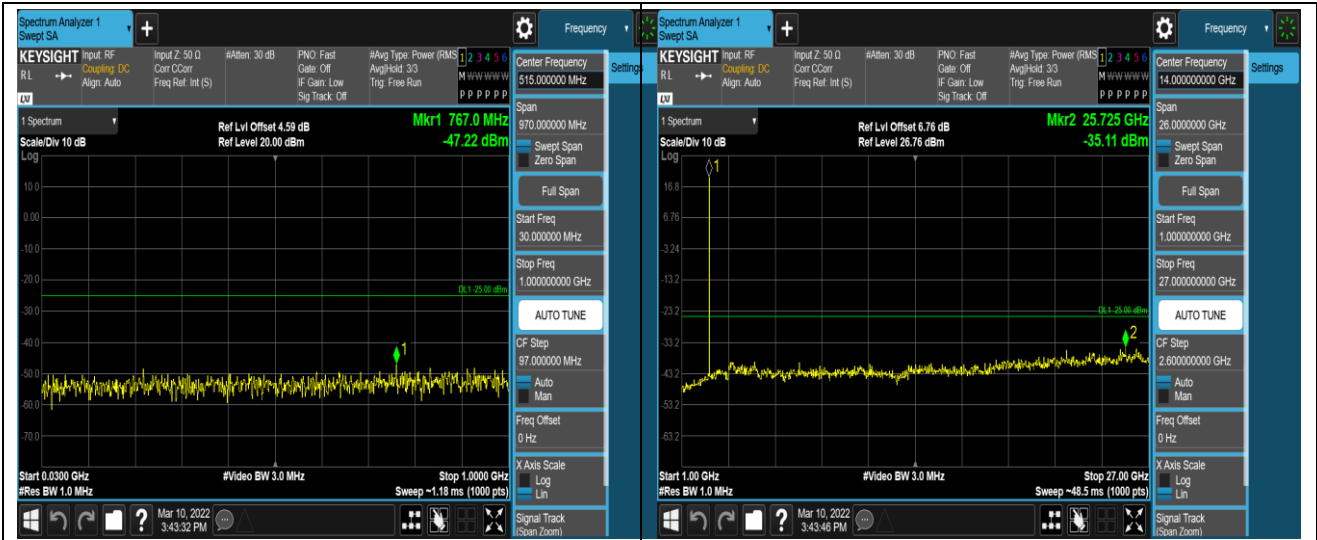 Spectrum Analyzer 1
Swept SA
+
Frequency
KEYSIGHT
RL
LXI
Input: RF
Coupling: DC
Align: Auto
Input Z: 50 Ω
Corr CCorr
Freq Ref: Int (S)
#Atten: 30 dB
PNO: Fast
Gate: Off
IF Gain: Low
Sig Track: Off
#Avg Type: Power (RMS
Avg|Hold: 3/3
Trig: Free Run
1 2 3 4 5 6
M W W W W W
P P P P P P
1 Spectrum
Scale/Div 10 dB
Log
Ref Lvl Offset 4.59 dB
Ref Level 20.00 dBm
Mkr1 767.0 MHz
-47.22 dBm
10.0
0.00
-10.0
-20.0
-30.0
-40.0
-50.0
-60.0
-70.0
DL1 -25.00 dBm
1
Start 0.0300 GHz
#Res BW 1.0 MHz
#Video BW 3.0 MHz
Stop 1.0000 GHz
Sweep ~1.18 ms (1000 pts)
Center Frequency
515.000000 MHz
Settings
Span
970.000000 MHz
Swept Span
Zero Span
Full Span
Start Freq
30.000000 MHz
Stop Freq
1.000000000 GHz
AUTO TUNE
CF Step
97.000000 MHz
Auto
Man
Freq Offset
0 Hz
X Axis Scale
Log
Lin
Signal Track
(Span Zoom)
?
Mar 10, 2022
3:43:32 PM
Spectrum Analyzer 1
Swept SA
+
Frequency
KEYSIGHT
RL
LXI
Input: RF
Coupling: DC
Align: Auto
Input Z: 50 Ω
Corr CCorr
Freq Ref: Int (S)
#Atten: 30 dB
PNO: Fast
Gate: Off
IF Gain: Low
Sig Track: Off
#Avg Type: Power (RMS
Avg|Hold: 3/3
Trig: Free Run
1 2 3 4 5 6
M W W W W W
P P P P P P
1 Spectrum
Scale/Div 10 dB
Log
Ref Lvl Offset 6.76 dB
Ref Level 26.76 dBm
Mkr2 25.725 GHz
-35.11 dBm
16.8
6.76
-3.24
-13.2
-23.2
-33.2
-43.2
-53.2
-63.2
1
DL1 -25.00 dBm
2
Start 1.00 GHz
#Res BW 1.0 MHz
#Video BW 3.0 MHz
Stop 27.00 GHz
Sweep ~48.5 ms (1000 pts)
Center Frequency
14.000000000 GHz
Settings
Span
26.0000000 GHz
Swept Span
Zero Span
Full Span
Start Freq
1.000000000 GHz
Stop Freq
27.000000000 GHz
AUTO TUNE
CF Step
2.600000000 GHz
Auto
Man
Freq Offset
0 Hz
X Axis Scale
Log
Lin
Signal Track
(Span Zoom)
?
Mar 10, 2022
3:43:46 PM